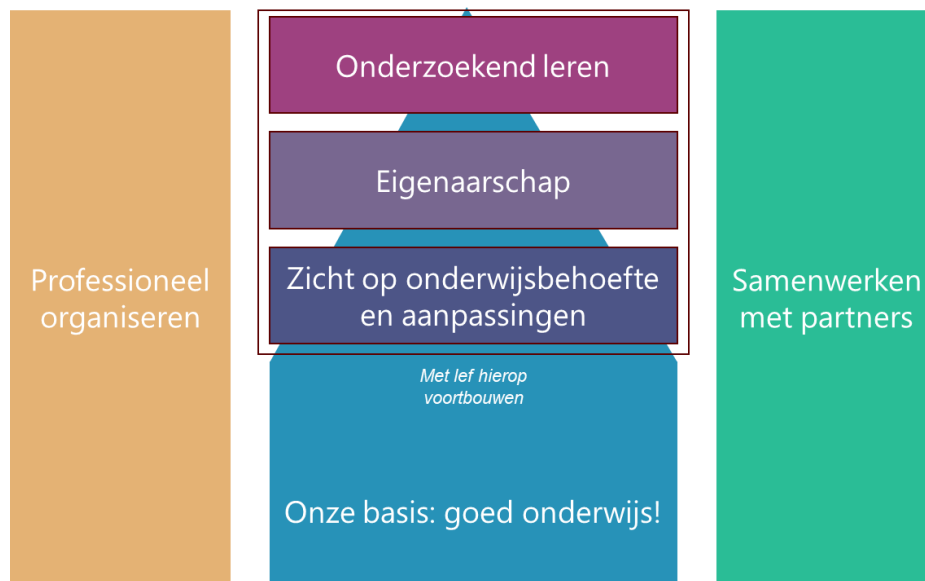 Onderzoekend leren
Eigenaarschap
Zicht op onderwijsbehoefte
en aanpassingen
Professioneel
organiseren
Samenwerken
met partners
Met lef hierop
voortbouwen
Onze basis: goed onderwijs!